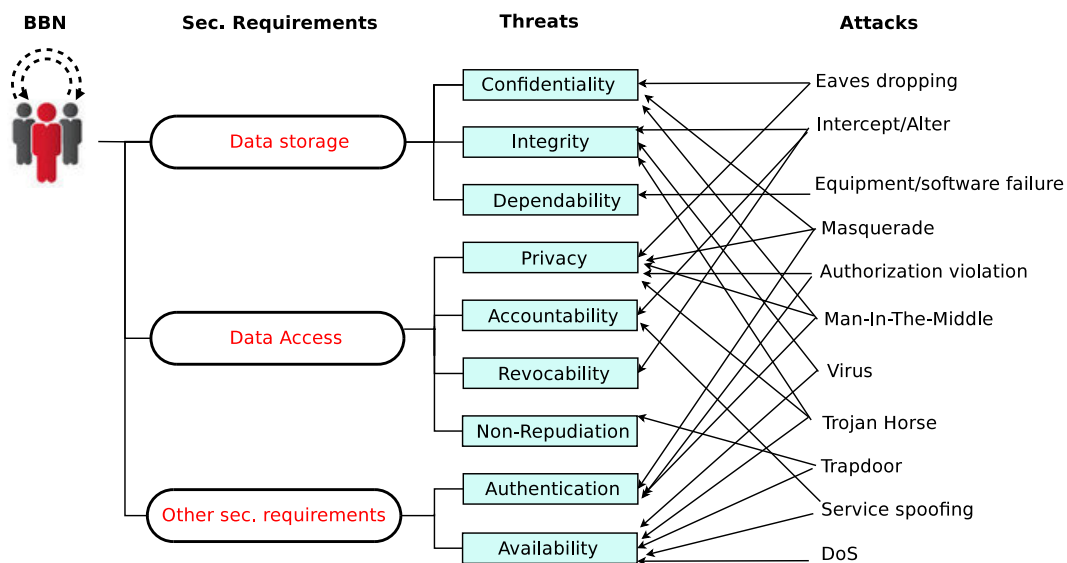 BBN
Sec. Requirements
Threats
Attacks
Data storage
Data Access
Other sec. requirements
Confidentiality
Integrity
Dependability
Privacy
Accountability
Revocability
Non-Repudiation
Authentication
Availability
Eaves dropping
Intercept/Alter
Equipment/software failure
Masquerade
Authorization violation
Man-In-The-Middle
Virus
Trojan Horse
Trapdoor
Service spoofing
DoS